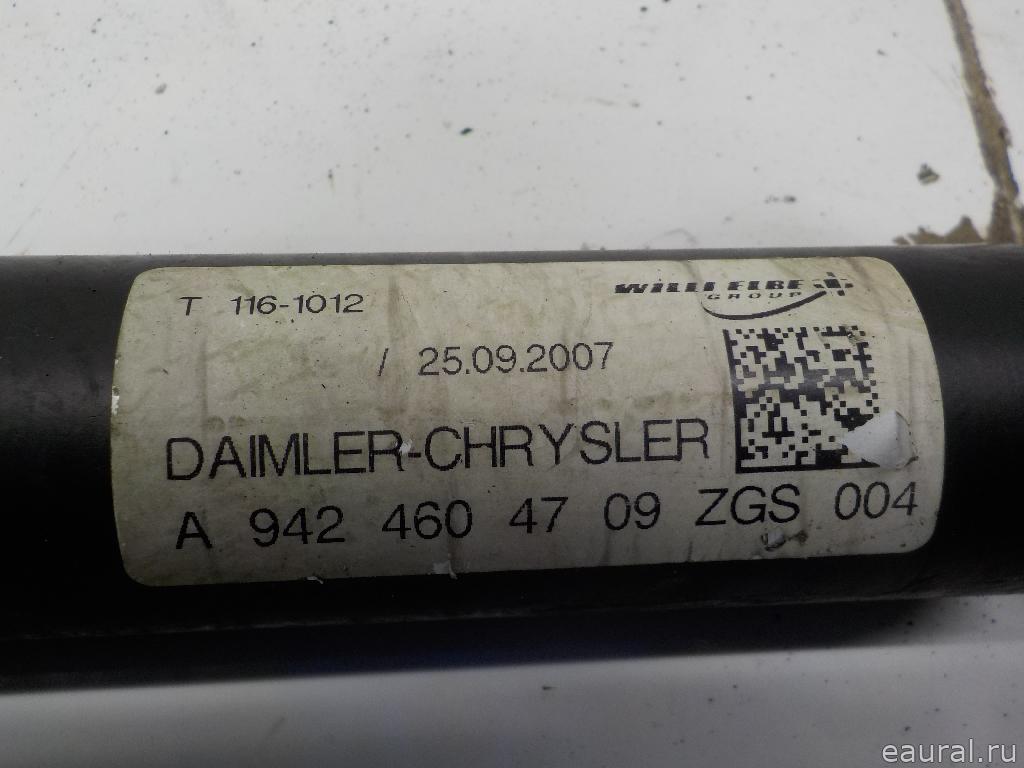 T 116-1012
WILLI ELBE
GROUP
/ 25.09.2007
DAIMLER-CHRYSLER
A 942 460 47 09 ZGS 004
eaural.ru